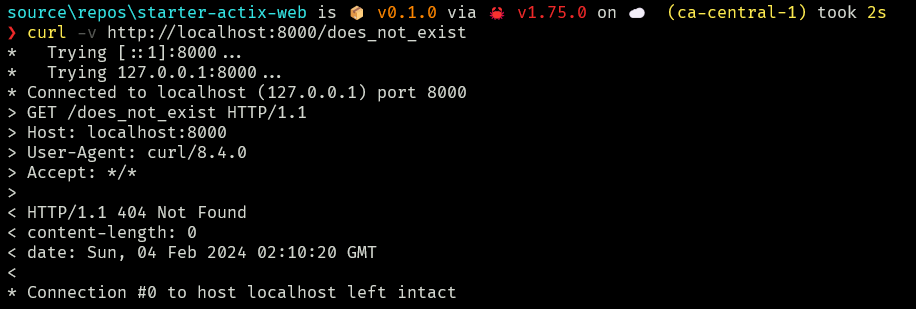 source\repos\starter-actix-web is 📦 v0.1.0 via 🦀 v1.75.0 on ☁️ (ca-central-1) took 2s
❯ curl -v http://localhost:8000/does_not_exist
*   Trying [::1]:8000...
*   Trying 127.0.0.1:8000...
* Connected to localhost (127.0.0.1) port 8000
> GET /does_not_exist HTTP/1.1
> Host: localhost:8000
> User-Agent: curl/8.4.0
> Accept: */*
>
< HTTP/1.1 404 Not Found
< content-length: 0
< date: Sun, 04 Feb 2024 02:10:20 GMT
<
* Connection #0 to host localhost left intact